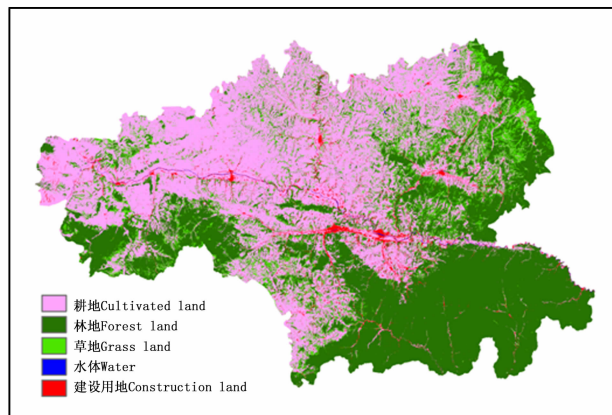 耕地Cultivated land
林地Forest land
草地Grass land
水体Water
建设用地Construction land